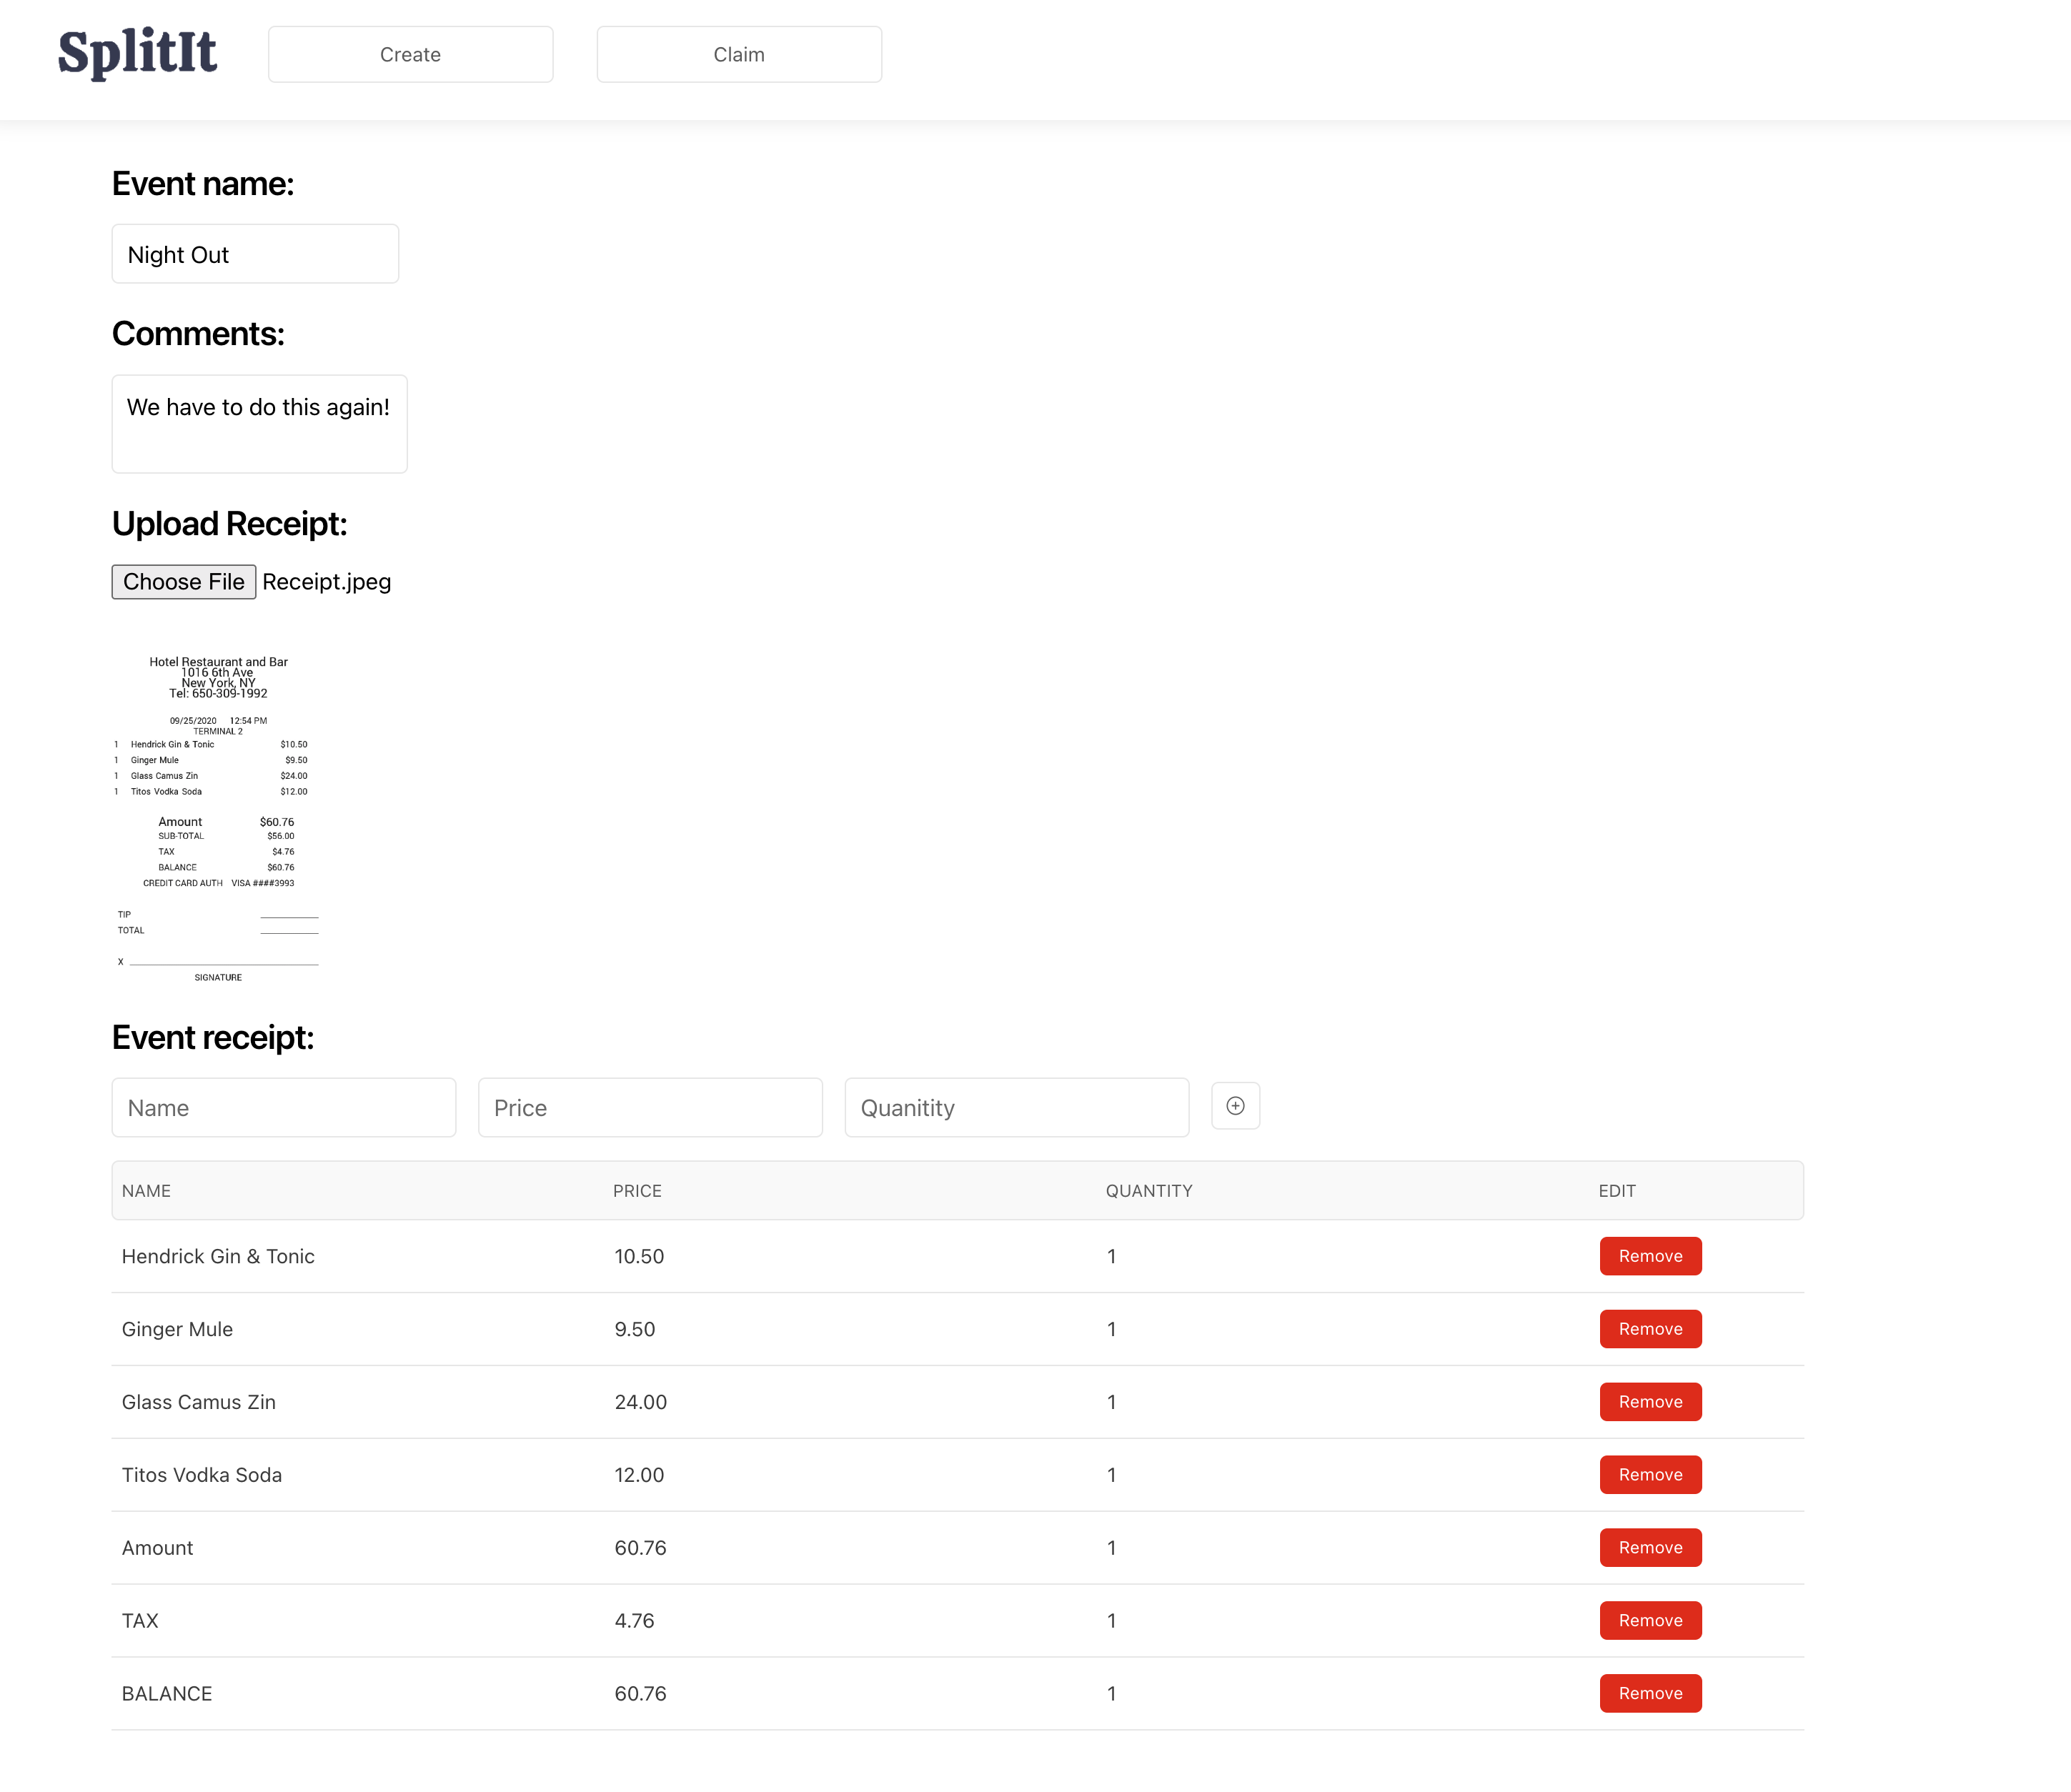 SplitIt Create Claim
Event name:
Night Out
Comments:
We have to do this again!
Upload Receipt:
Choose File Receipt.jpeg
Hotel Restaurant and Bar
1016 6th Ave
New York, NY
Tel: 650-309-1992
09/25/2020 12:54 PM
TERMINAL 2
1 Hendrick Gin & Tonic $10.50
1 Ginger Mule $9.50
1 Glass Camus Zin $24.00
1 Titos Vodka Soda $12.00
Amount $60.76
SUB-TOTAL $56.00
TAX $4.76
BALANCE $60.76
CREDIT CARD AUTH VISA ####3993
TIP
TOTAL
X
SIGNATURE
Event receipt:
Name Price Quanitity
NAME PRICE QUANTITY EDIT
Hendrick Gin & Tonic 10.50 1 Remove
Ginger Mule 9.50 1 Remove
Glass Camus Zin 24.00 1 Remove
Titos Vodka Soda 12.00 1 Remove
Amount 60.76 1 Remove
TAX 4.76 1 Remove
BALANCE 60.76 1 Remove